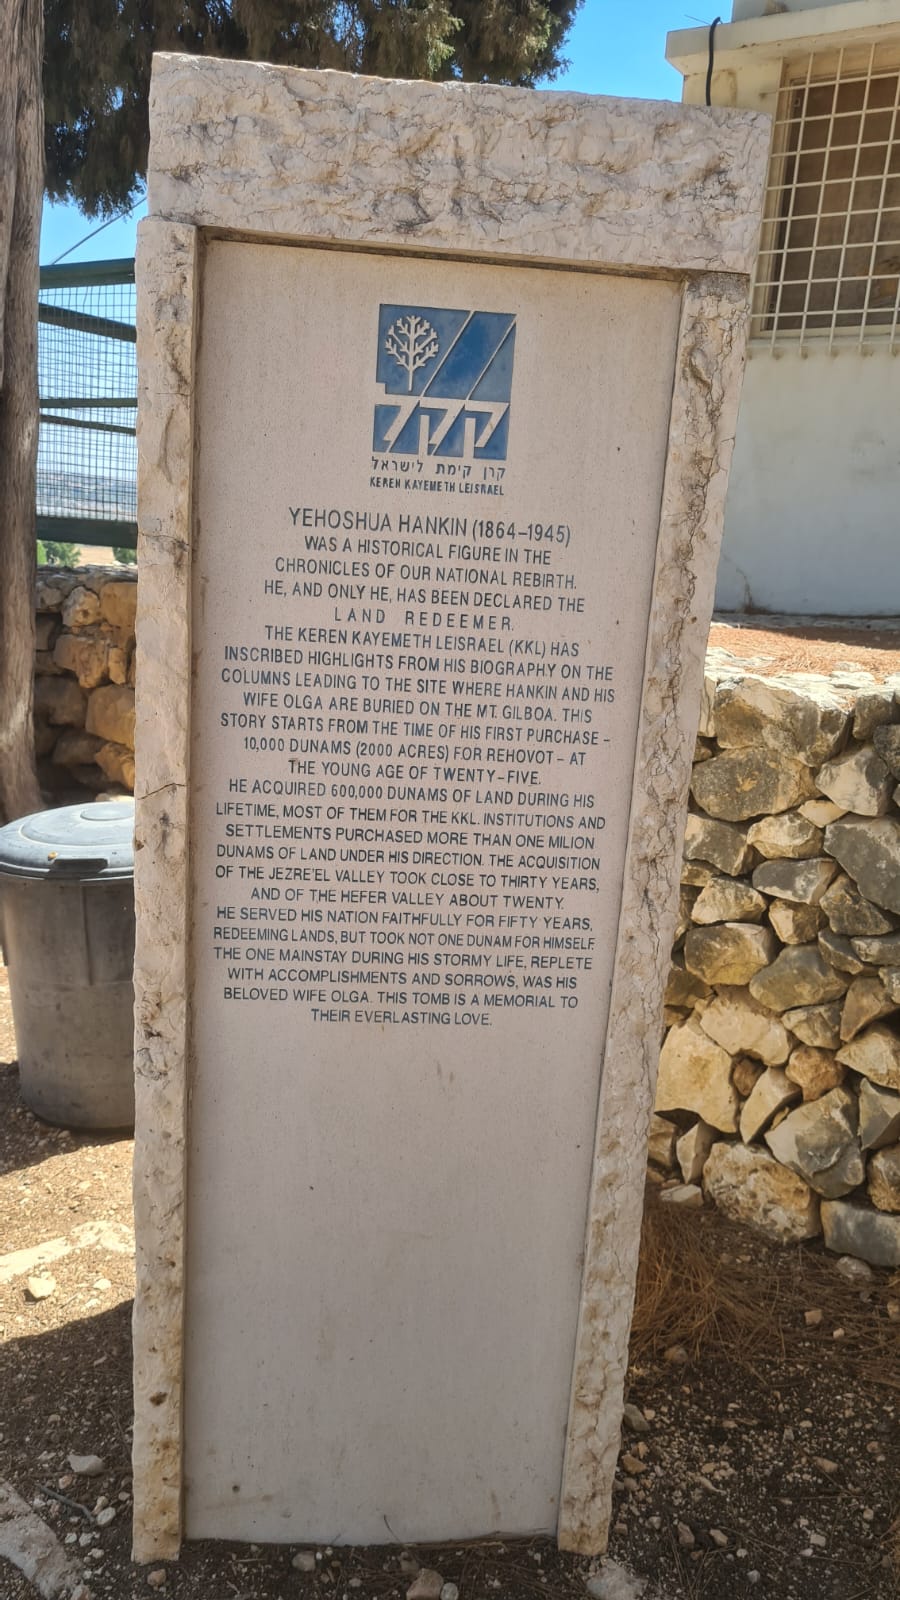 קקל
קרן קימת לישראל
KEREN KAYEMETH LEISRAEL
YEHOSHUA HANKIN (1864–1945)
WAS A HISTORICAL FIGURE IN THE
CHRONICLES OF OUR NATIONAL REBIRTH.
HE, AND ONLY HE, HAS BEEN DECLARED THE
LAND REDEEMER.
THE KEREN KAYEMETH LEISRAEL (KKL) HAS
INSCRIBED HIGHLIGHTS FROM HIS BIOGRAPHY ON THE
COLUMNS LEADING TO THE SITE WHERE HANKIN AND HIS
WIFE OLGA ARE BURIED ON THE MT. GILBOA. THIS
STORY STARTS FROM THE TIME OF HIS FIRST PURCHASE –
10,000 DUNAMS (2000 ACRES) FOR REHOVOT – AT
THE YOUNG AGE OF TWENTY–FIVE.
HE ACQUIRED 600,000 DUNAMS OF LAND DURING HIS
LIFETIME, MOST OF THEM FOR THE KKL. INSTITUTIONS AND
SETTLEMENTS PURCHASED MORE THAN ONE MILION
DUNAMS OF LAND UNDER HIS DIRECTION. THE ACQUISITION
OF THE JEZRE'EL VALLEY TOOK CLOSE TO THIRTY YEARS,
AND OF THE HEFER VALLEY ABOUT TWENTY.
HE SERVED HIS NATION FAITHFULLY FOR FIFTY YEARS,
REDEEMING LANDS, BUT TOOK NOT ONE DUNAM FOR HIMSELF.
THE ONE MAINSTAY DURING HIS STORMY LIFE, REPLETE
WITH ACCOMPLISHMENTS AND SORROWS, WAS HIS
BELOVED WIFE OLGA. THIS TOMB IS A MEMORIAL TO
THEIR EVERLASTING LOVE.